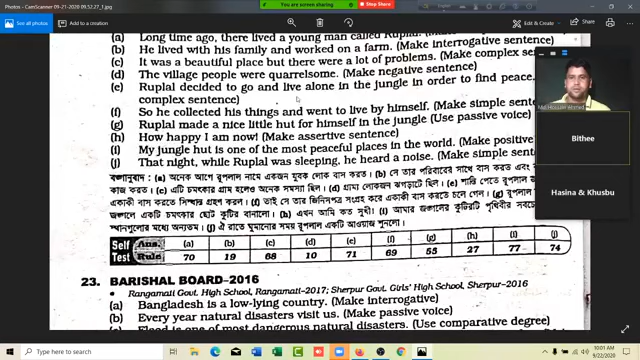 Photos - CamScanner 09-21-2020 09.52.27_1.jpg
You are screen sharing
Stop Share
See all photos
Add to a creation
Edit & Create
Share
(a) Long time ago, there lived a young man called Ruplal.
(b) He lived with his family and worked on a farm. (Make interrogative sentence)
(c) It was a beautiful place but there were a lot of problems. (Make complex sente
(d) The village people were quarrelsome. (Make negative sentence)
(e) Ruplal decided to go and live alone in the jungle in order to find peace.
complex sentence)
(f) So he collected his things and went to live by himself. (Make simple sent
(g) Ruplal made a nice little hut for himself in the jungle. (Use passive voice)
(h) How happy I am now! (Make assertive sentence)
(i) My jungle hut is one of the most peaceful places in the world. (Make positive
(j) That night, while Ruplal was sleeping, he heard a noise. (Make simple sent
বঙ্গানুবাদ: (a) অনেক আগে রুপলাল নামে একজন যুবক লোক বাস করত। (b) সে তার পরিবারের সাথে বাস করত এবং
কাজ করত। (c) এটি চমৎকার গ্রাম হলেও অনেক সমস্যা ছিল। (d) গ্রাম্য লোকজন ঝগড়াটে ছিল। (e) শান্তি পেতে রুপলাল
একাকী বাস করতে সিদ্ধান্ত গ্রহণ করল। (f) তাই সে তার জিনিসপত্র সংগ্রহ করে একাকী বাস করতে চলে গেল। (g) রুপলাল
জঙ্গলে একটি চমৎকার ছোট কুটির বানালো। (h) এখন আমি কত সুখী! (i) আমার জঙ্গলের কুটিরটি পৃথিবীর সবচে
স্থানগুলোর মধ্যে অন্যতম। (j) ঐ রাতে ঘুমানোর সময় রুপলাল একটি আওয়াজ শুনলো।
Self Test
Ans. (a) (b) (c) (d) (e) (f) (g) (h) (i) (j)
Rule 70 19 68 10 71 69 55 27 77 74
23. BARISHAL BOARD-2016
Rangamati Govt. High School, Rangamati-2017; Sherpur Govt. Girls' High School, Sherpur-2016
(a) Bangladesh is a low-lying country. (Make interrogative)
(b) Every year natural disasters visit us. (Make passive voice)
(c) Flood is one of most dangerous natural disasters. (Use comparative degree)
Bithee
Hasina & Khusbu
Type here to search
10:01 AM
9/22/2020